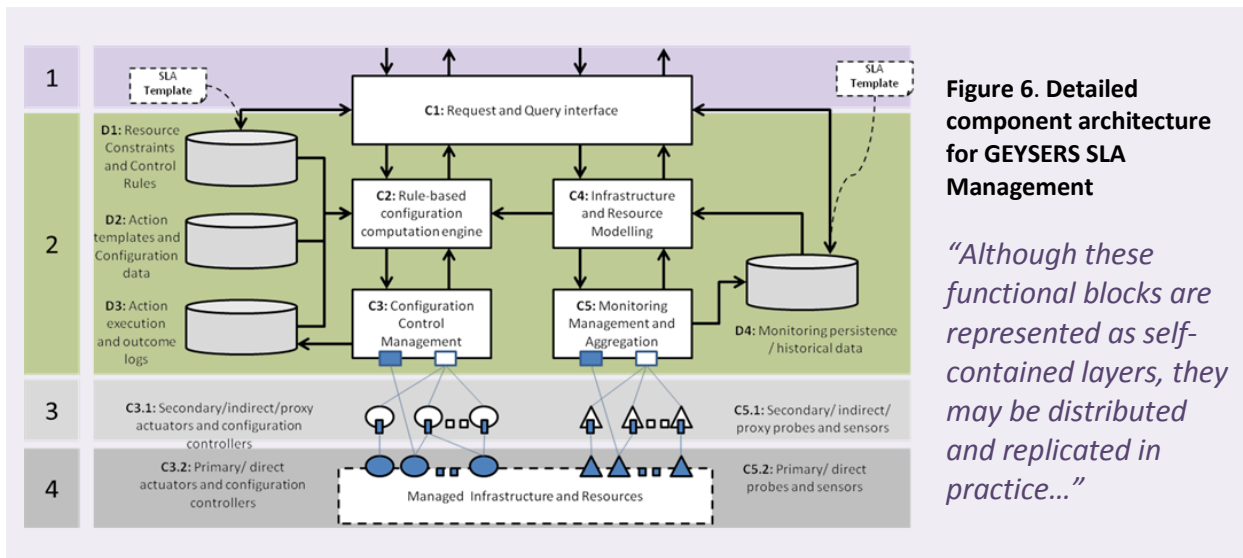 1
2
3
4
SLA
Template
C1: Request and Query interface
SLA
Template
D1: Resource
Constraints
and Control
Rules
C2: Rule-based
configuration
computation engine
C4: Infrastructure
and Resource
Modelling
D2: Action
templates and
Configuration
data
D3: Action
execution
and outcome
logs
C3: Configuration
Control
Management
C5: Monitoring
Management and
Aggregation
D4: Monitoring persistence
/ historical data
C3.1: Secondary/indirect/proxy
actuators and configuration
controllers
C5.1: Secondary/ indirect/
proxy probes and sensors
C3.2: Primary/ direct
actuators and configuration
controllers
Managed Infrastructure and Resources
C5.2: Primary/ direct
probes and sensors
Figure 6. Detailed
component architecture
for GEYSERS SLA
Management
“Although these
functional blocks are
represented as self-
contained layers, they
may be distributed
and replicated in
practice…”